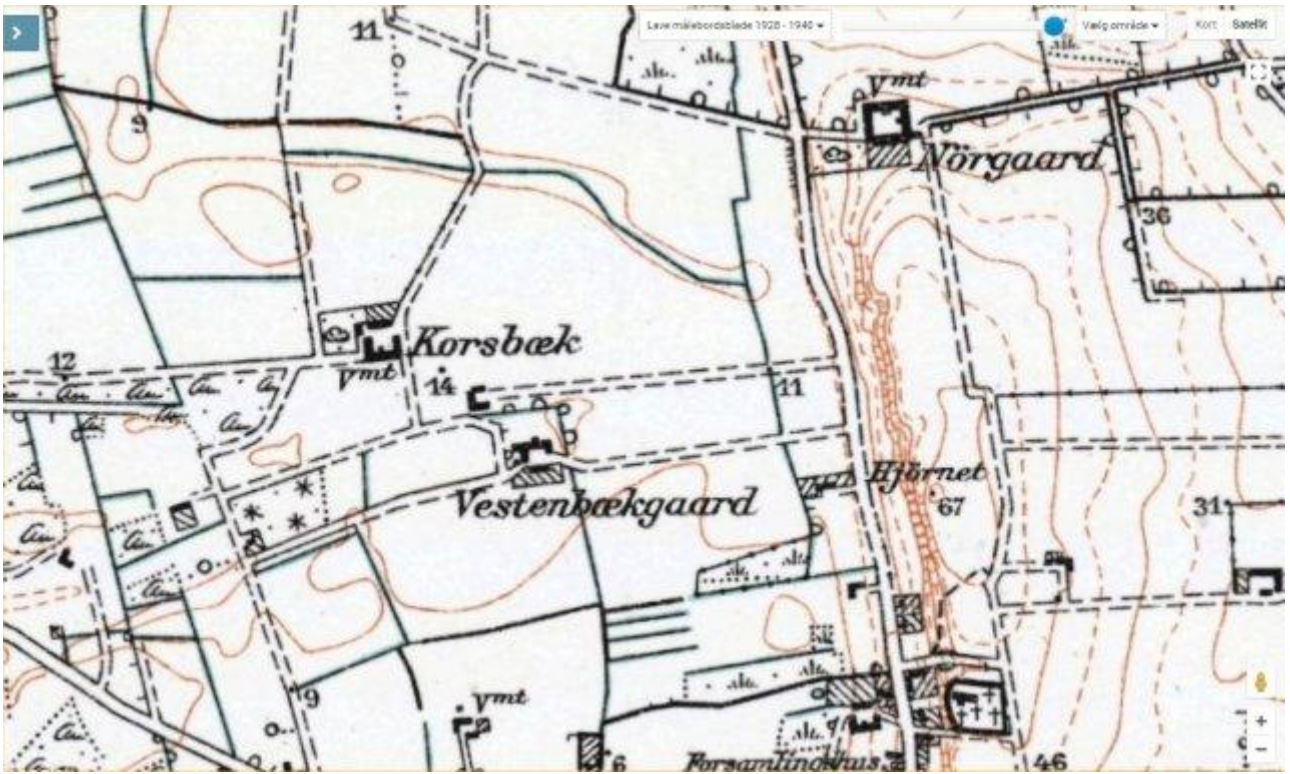 Lave målebordsblade 1928 - 1940
Vælg område
Kort
Satellit
11
Vmt
9
Nörgaard
36
Korsbæk
12
Vmt
14
11
Hjörnet
Vestenbækgaard
67
31
9
Vmt
6
Forsamlingshus
46
+
−